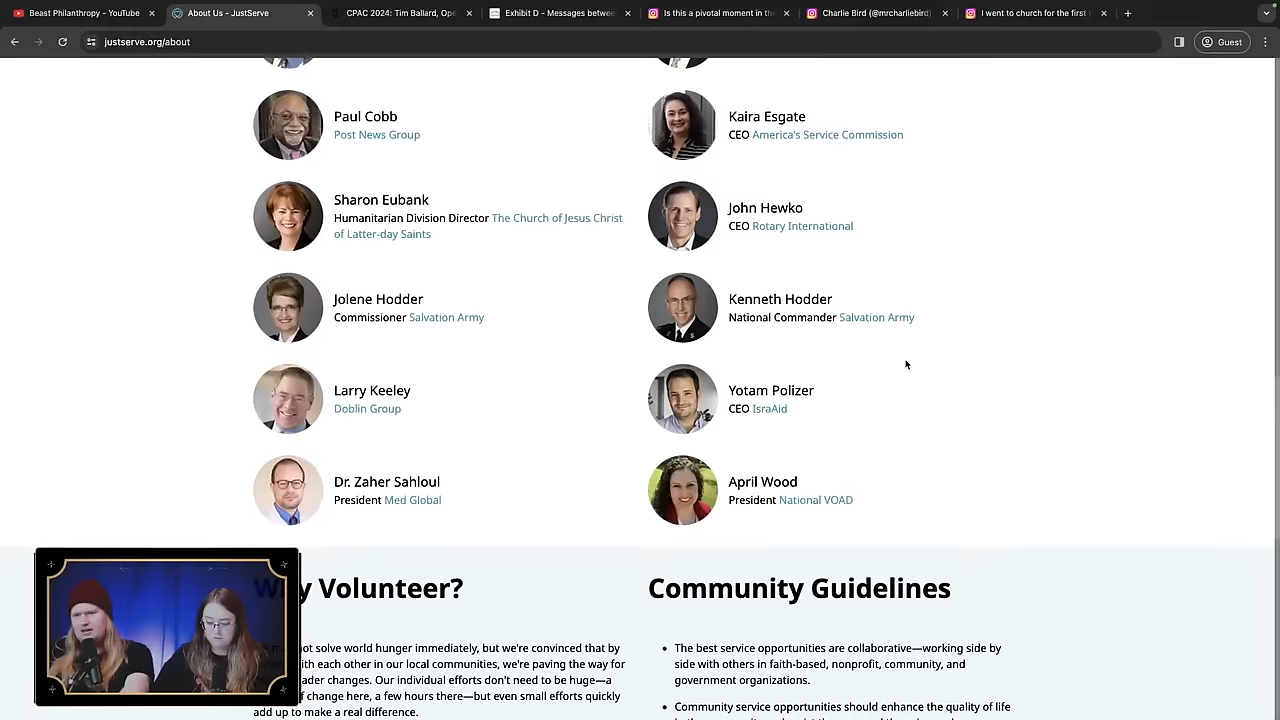 Beast Philanthropy - YouTube
About Us - JustServe
CPAC 2024: Tim Ballard, Ope
Exhibit D - Messages betwee
Is this a pivotal moment in the
Charlie Bird (@mrcharliebird)
I went to church for the first
justserve.org/about
Guest
Paul Cobb
Post News Group
Kaira Esgate
CEO America's Service Commission
Sharon Eubank
Humanitarian Division Director The Church of Jesus Christ
of Latter-day Saints
John Hewko
CEO Rotary International
Jolene Hodder
Commissioner Salvation Army
Kenneth Hodder
National Commander Salvation Army
Larry Keeley
Doblin Group
Yotam Polizer
CEO IsraAid
Dr. Zaher Sahloul
President Med Global
April Wood
President National VOAD
Volunteer?
not solve world hunger immediately, but we're convinced that by
with each other in our local communities, we're paving the way for
changes. Our individual efforts don't need to be huge—a
of change here, a few hours there—but even small efforts quickly
add up to make a real difference.
Community Guidelines
The best service opportunities are collaborative—working side by
side with others in faith-based, nonprofit, community, and
government organizations.
Community service opportunities should enhance the quality of life